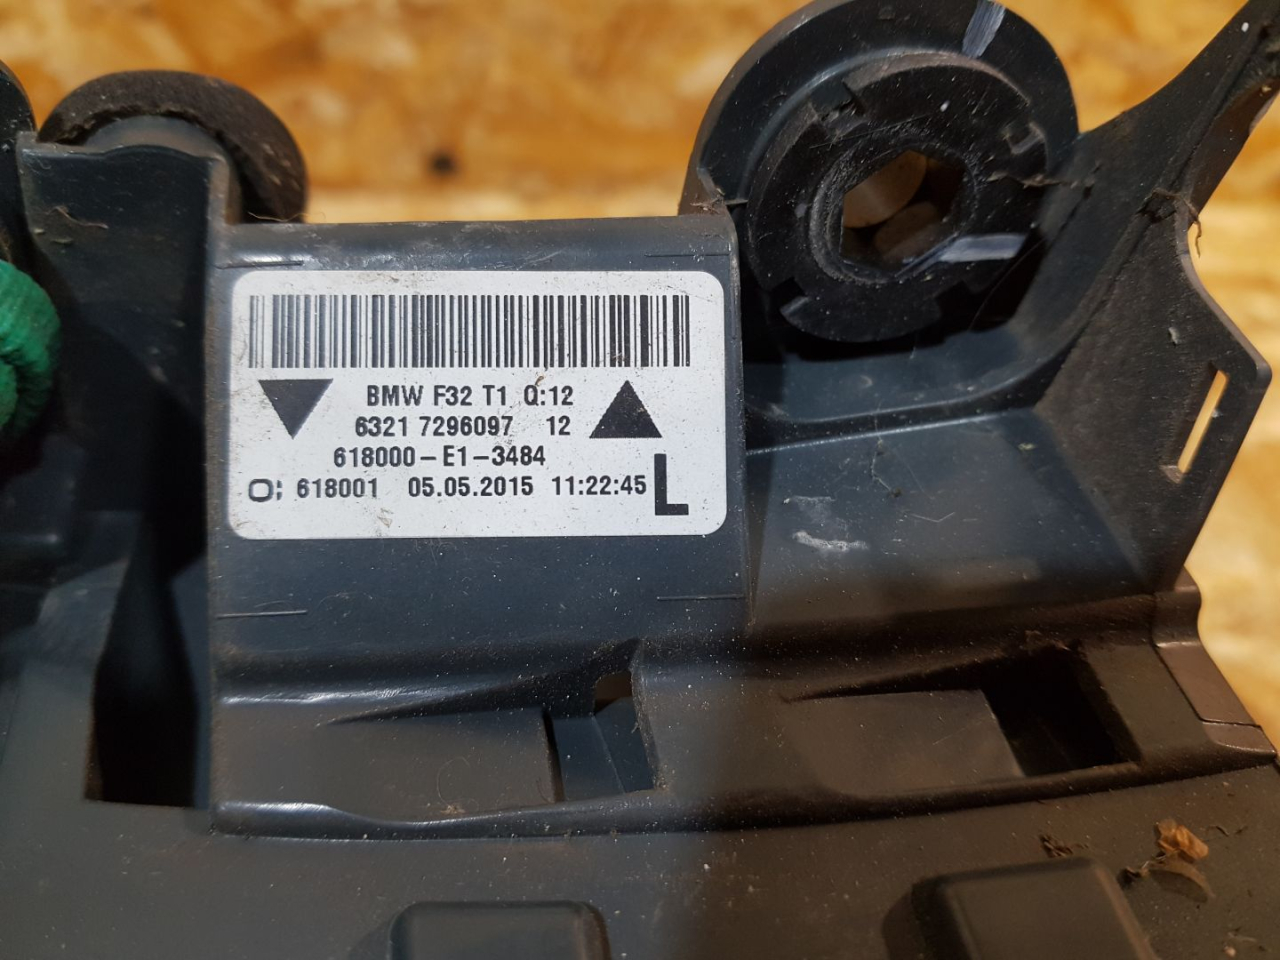 BMW F32 T1 Q:12
6321 7296097 12
618000-E1-3484
O: 618001 05.05.2015 11:22:45 L